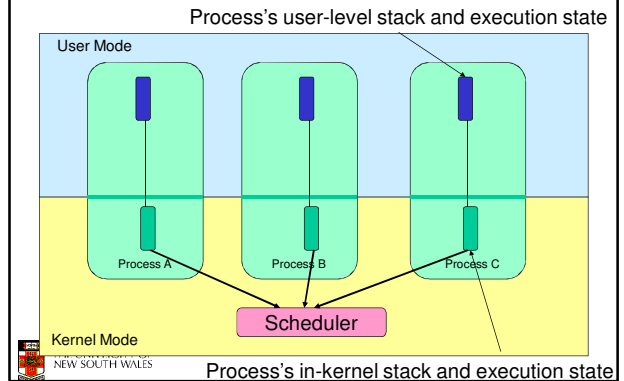 Process's user-level stack and execution state
User Mode
Process A
Process B
Process C
Scheduler
Kernel Mode
NEW SOUTH WALES
Process's in-kernel stack and execution state